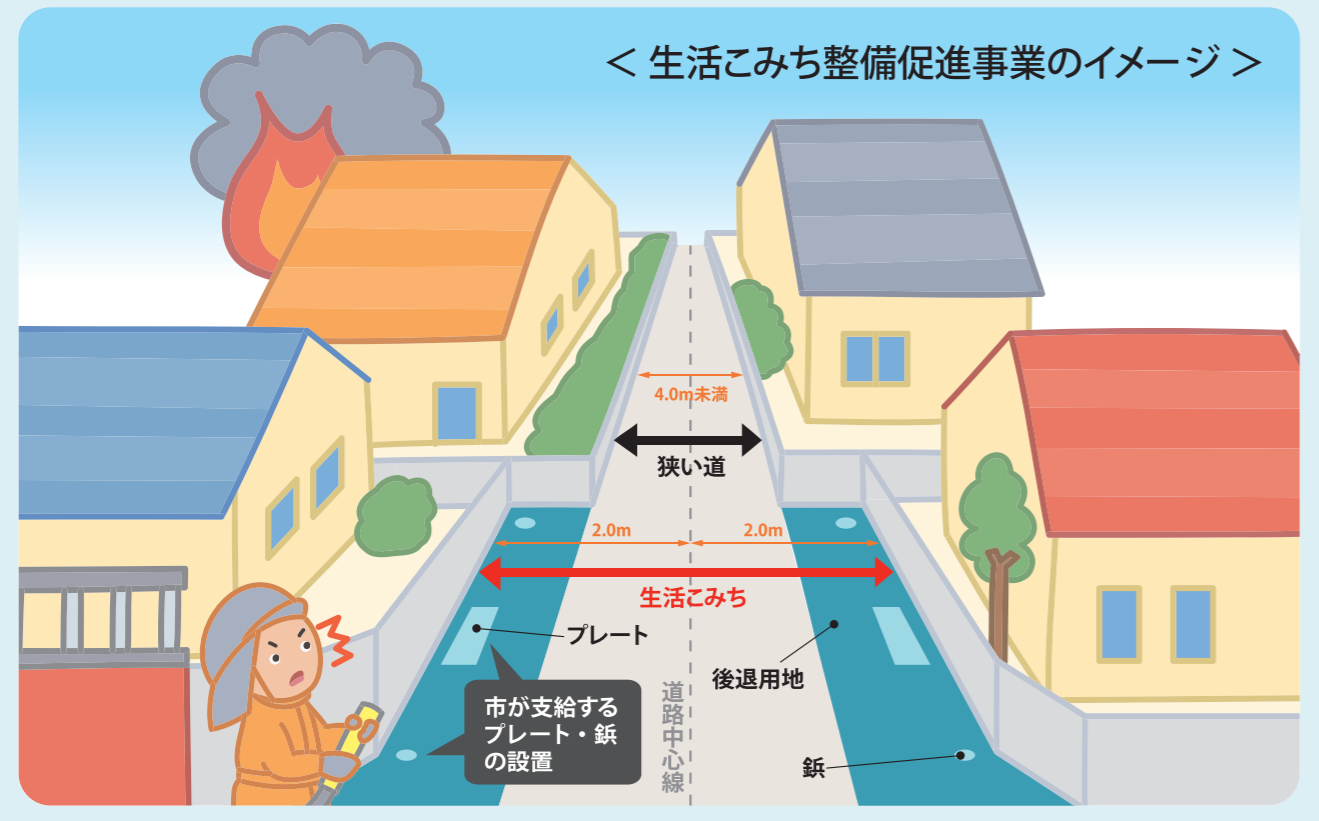 ＜ 生活こみち整備促進事業のイメージ ＞
4.0m未満
狭い道
2.0m
2.0m
生活こみち
プレート
後退用地
市が支給する
プレート・鋲
の設置
道路中心線
鋲